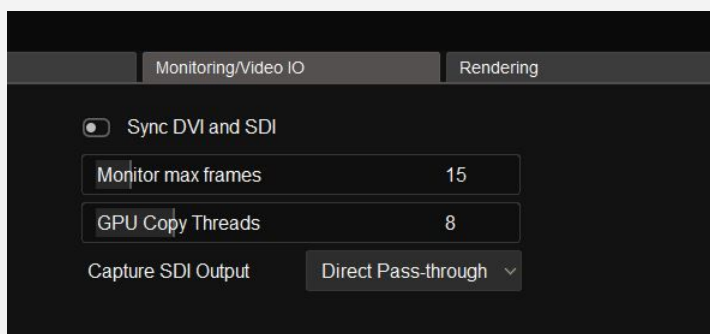 Monitoring/Video IO Rendering
Sync DVI and SDI
Monitor max frames 15
GPU Copy Threads 8
Capture SDI Output Direct Pass-through